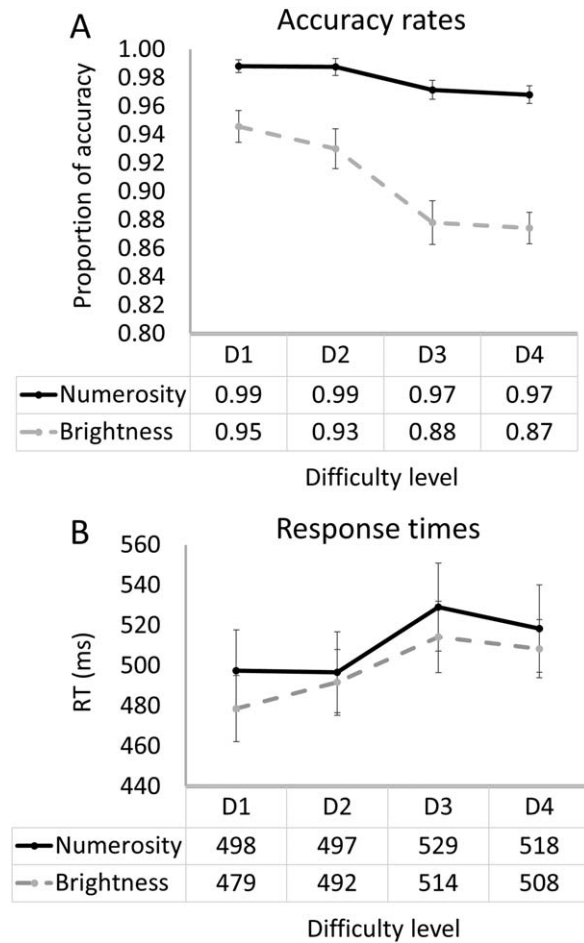 A Accuracy rates
Proportion of accuracy
1.00
0.98
0.96
0.94
0.92
0.90
0.88
0.86
0.84
0.82
0.80
D1 D2 D3 D4
Numerosity 0.99 0.99 0.97 0.97
Brightness 0.95 0.93 0.88 0.87
Difficulty level
B Response times
RT (ms)
560
540
520
500
480
460
440
D1 D2 D3 D4
Numerosity 498 497 529 518
Brightness 479 492 514 508
Difficulty level